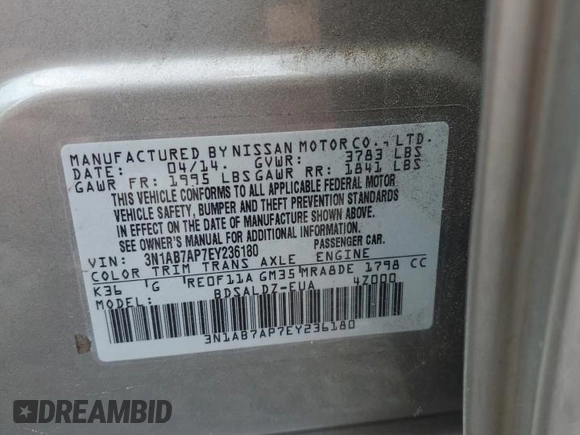 MANUFACTURED BY NISSAN MOTOR CO., LTD.
DATE: 04/14. GVWR: 3783 LBS
GAWR FR: 1995 LBS GAWR RR: 1841 LBS
THIS VEHICLE CONFORMS TO ALL APPLICABLE FEDERAL MOTOR
VEHICLE SAFETY, BUMPER AND THEFT PREVENTION STANDARDS
IN EFFECT ON THE DATE OF MANUFACTURE SHOWN ABOVE.
SEE OWNER'S MANUAL FOR SPECIFICATION.
VIN: 3N1AB7AP7EY236180 PASSENGER CAR.
COLOR TRIM TRANS AXLE ENGINE
K36 G RE0F11A GM35 MRA8DE 1798 CC
MODEL: BDSALDZ-EUA 4Z000
3N1AB7AP7EY236180
DREAMBID